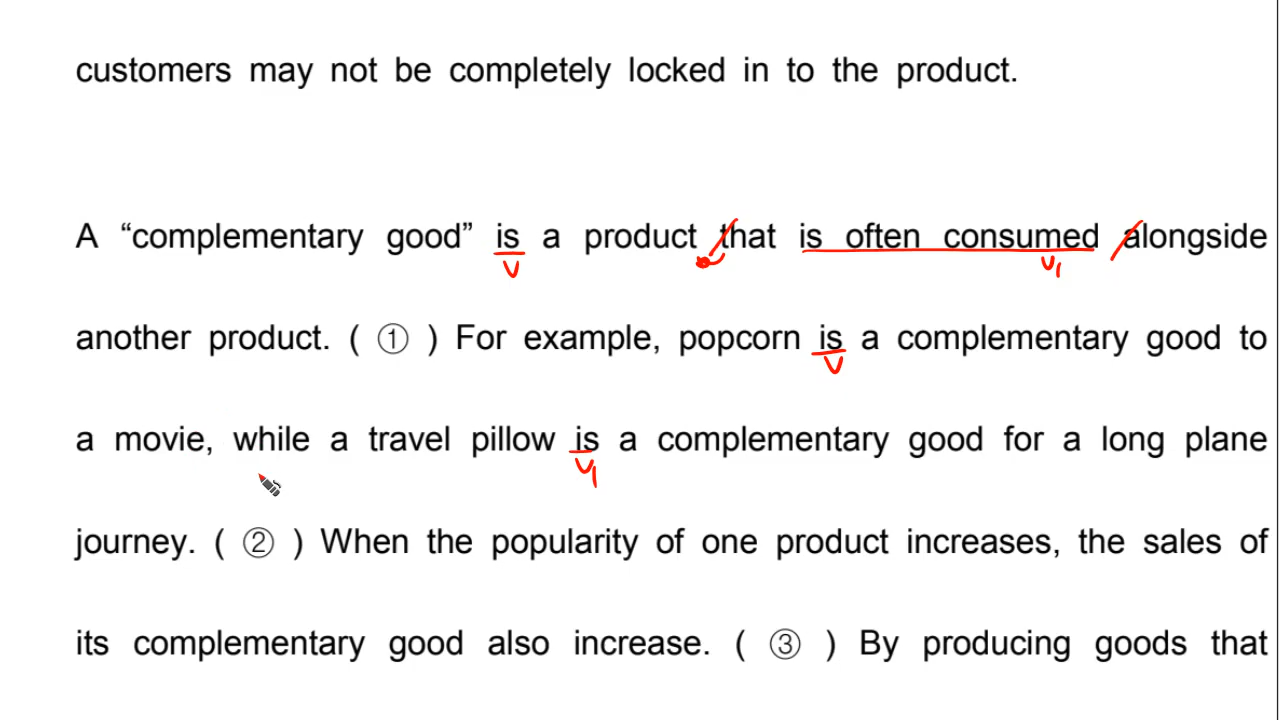 customers may not be completely locked in to the product.
A “complementary good” is a product that is often consumed alongside
V
V1
another product. ( ① ) For example, popcorn is a complementary good to
V
a movie, while a travel pillow is a complementary good for a long plane
V1
journey. ( ② ) When the popularity of one product increases, the sales of
its complementary good also increase. ( ③ ) By producing goods that